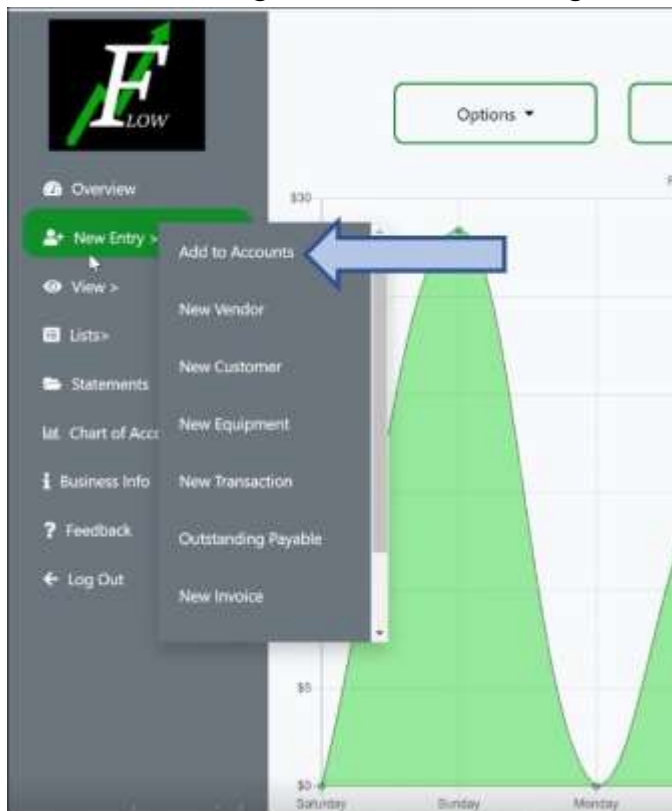 F
LOW
Options
Overview
$30
New Entry >
Add to Accounts
View >
New Vendor
Lists>
New Customer
Statements
New Equipment
Chart of Acc
Business Info
New Transaction
Feedback
Outstanding Payable
Log Out
New Invoice
$5
$0
Saturday
Sunday
Monday